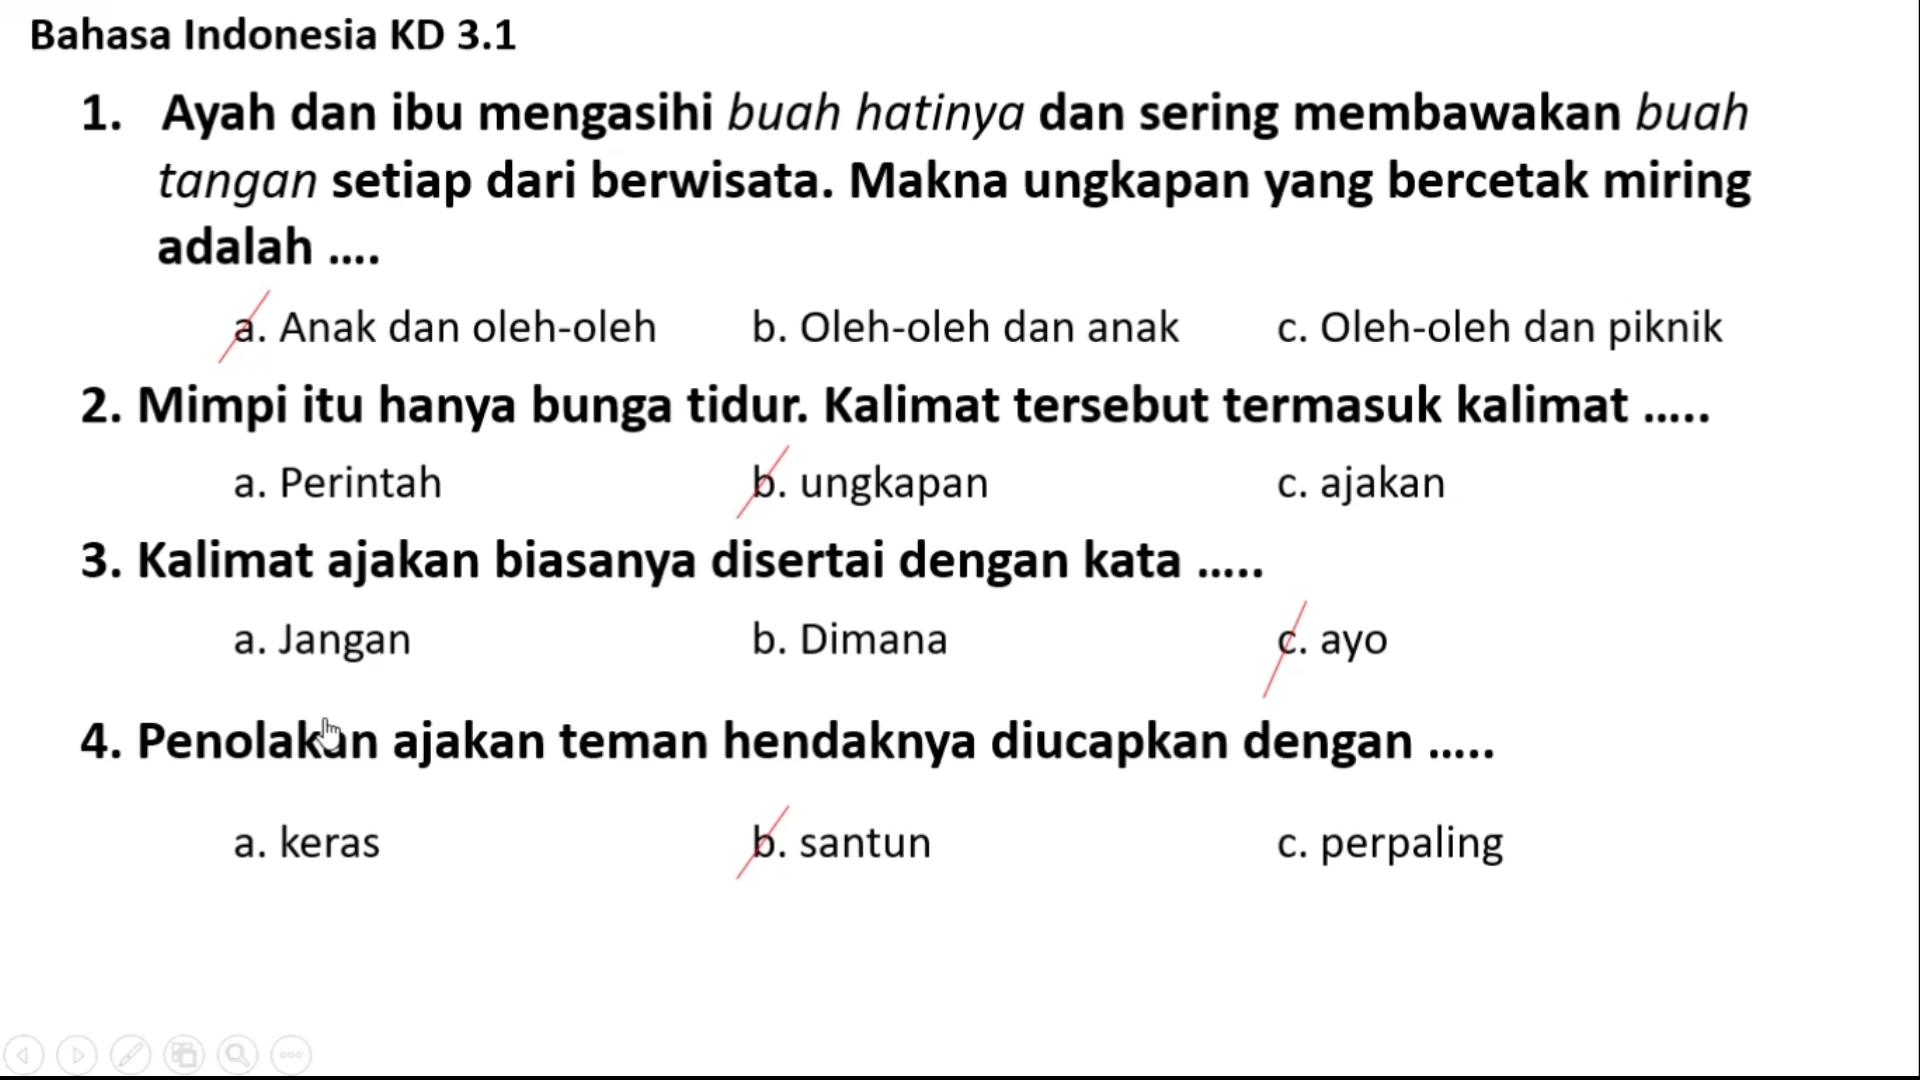 Bahasa Indonesia KD 3.1
1. Ayah dan ibu mengasihi buah hatinya dan sering membawakan buah
tangan setiap dari berwisata. Makna ungkapan yang bercetak miring
adalah ....
a. Anak dan oleh-oleh b. Oleh-oleh dan anak c. Oleh-oleh dan piknik
2. Mimpi itu hanya bunga tidur. Kalimat tersebut termasuk kalimat .....
a. Perintah b. ungkapan c. ajakan
3. Kalimat ajakan biasanya disertai dengan kata .....
a. Jangan b. Dimana c. ayo
4. Penolakan ajakan teman hendaknya diucapkan dengan .....
a. keras b. santun c. perpaling